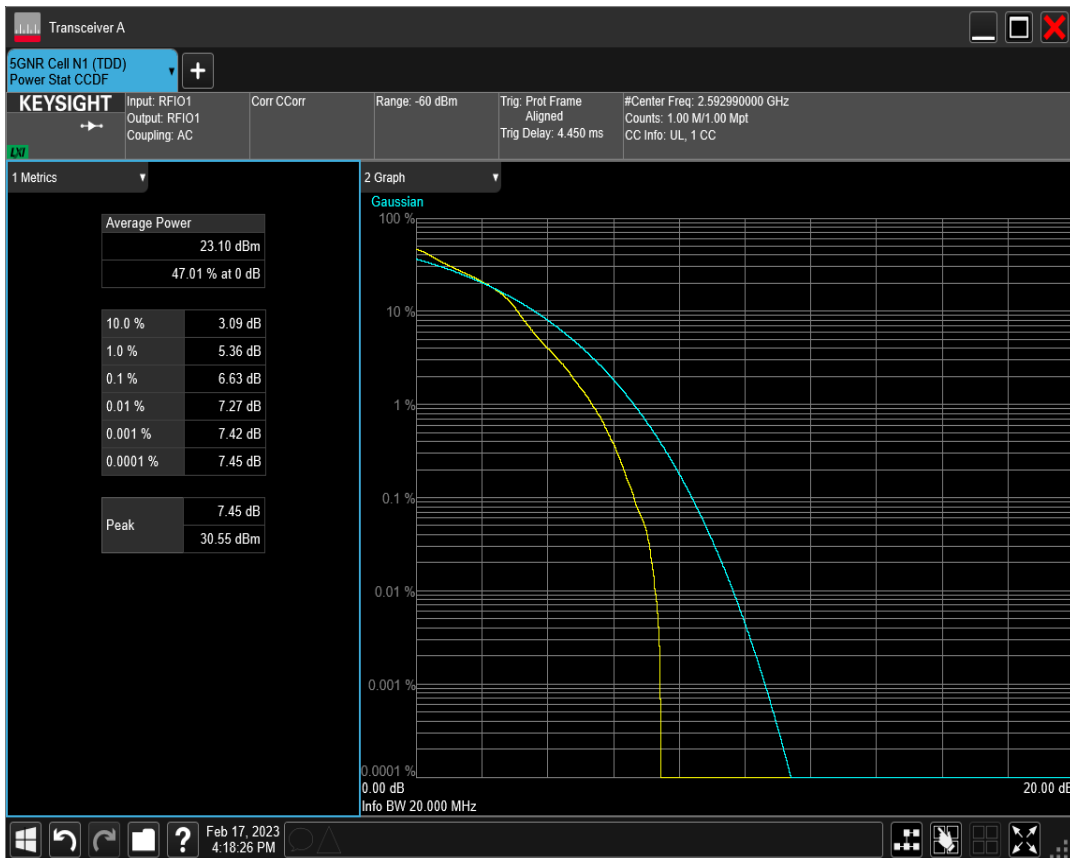 Transceiver A
5GNR Cell N1 (TDD)
Power Stat CCDF
KEYSIGHT
LXI
Input: RFIO1
Output: RFIO1
Coupling: AC
Corr CCorr
Range: -60 dBm
Trig: Prot Frame
Aligned
Trig Delay: 4.450 ms
#Center Freq: 2.592990000 GHz
Counts: 1.00 M/1.00 Mpt
CC Info: UL, 1 CC
1 Metrics
Average Power
23.10 dBm
47.01 % at 0 dB
10.0 % 3.09 dB
1.0 % 5.36 dB
0.1 % 6.63 dB
0.01 % 7.27 dB
0.001 % 7.42 dB
0.0001 % 7.45 dB
Peak 7.45 dB
30.55 dBm
2 Graph
Gaussian
100 %
10 %
1 %
0.1 %
0.01 %
0.001 %
0.0001 %
0.00 dB 20.00 dB
Info BW 20.000 MHz
? Feb 17, 2023
4:18:26 PM